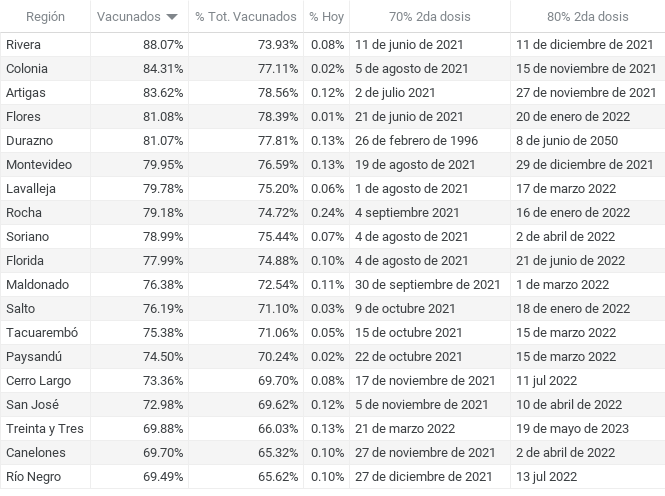 Región Vacunados % Tot. Vacunados % Hoy 70% 2da dosis 80% 2da dosis
Rivera 88.07% 73.93% 0.08% 11 de junio de 2021 11 de diciembre de 2021
Colonia 84.31% 77.11% 0.02% 5 de agosto de 2021 15 de noviembre de 2021
Artigas 83.62% 78.56% 0.12% 2 de julio 2021 27 de noviembre de 2021
Flores 81.08% 78.39% 0.01% 21 de junio de 2021 20 de enero de 2022
Durazno 81.07% 77.81% 0.13% 26 de febrero de 1996 8 de junio de 2050
Montevideo 79.95% 76.59% 0.13% 19 de agosto de 2021 29 de diciembre de 2021
Lavalleja 79.78% 75.20% 0.06% 1 de agosto de 2021 17 de marzo 2022
Rocha 79.18% 74.72% 0.24% 4 septiembre 2021 16 de enero de 2022
Soriano 78.99% 75.44% 0.07% 4 de agosto de 2021 2 de abril de 2022
Florida 77.99% 74.88% 0.10% 4 de agosto de 2021 21 de junio de 2022
Maldonado 76.38% 72.54% 0.11% 30 de septiembre de 2021 1 de marzo 2022
Salto 76.19% 71.10% 0.03% 9 de octubre 2021 18 de enero de 2022
Tacuarembó 75.38% 71.06% 0.05% 15 de octubre 2021 15 de marzo 2022
Paysandú 74.50% 70.24% 0.02% 22 de octubre 2021 15 de marzo 2022
Cerro Largo 73.36% 69.70% 0.08% 17 de noviembre de 2021 11 jul 2022
San José 72.98% 69.62% 0.12% 5 de noviembre de 2021 10 de abril de 2022
Treinta y Tres 69.88% 66.03% 0.13% 21 de marzo 2022 19 de mayo de 2023
Canelones 69.70% 65.32% 0.10% 27 de noviembre de 2021 2 de abril de 2022
Río Negro 69.49% 65.62% 0.10% 27 de diciembre de 2021 13 jul 2022